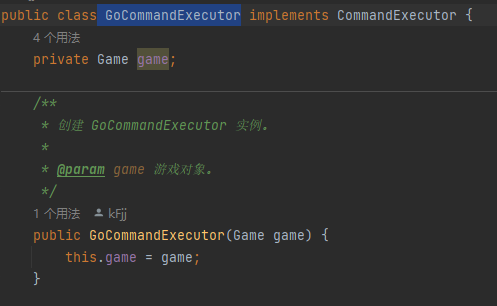 public class GoCommandExecutor implements CommandExecutor {
4 个用法
private Game game;
/**
* 创建 GoCommandExecutor 实例。
*
* @param game 游戏对象。
*/
1 个用法 kFjj
public GoCommandExecutor(Game game) {
this.game = game;
}